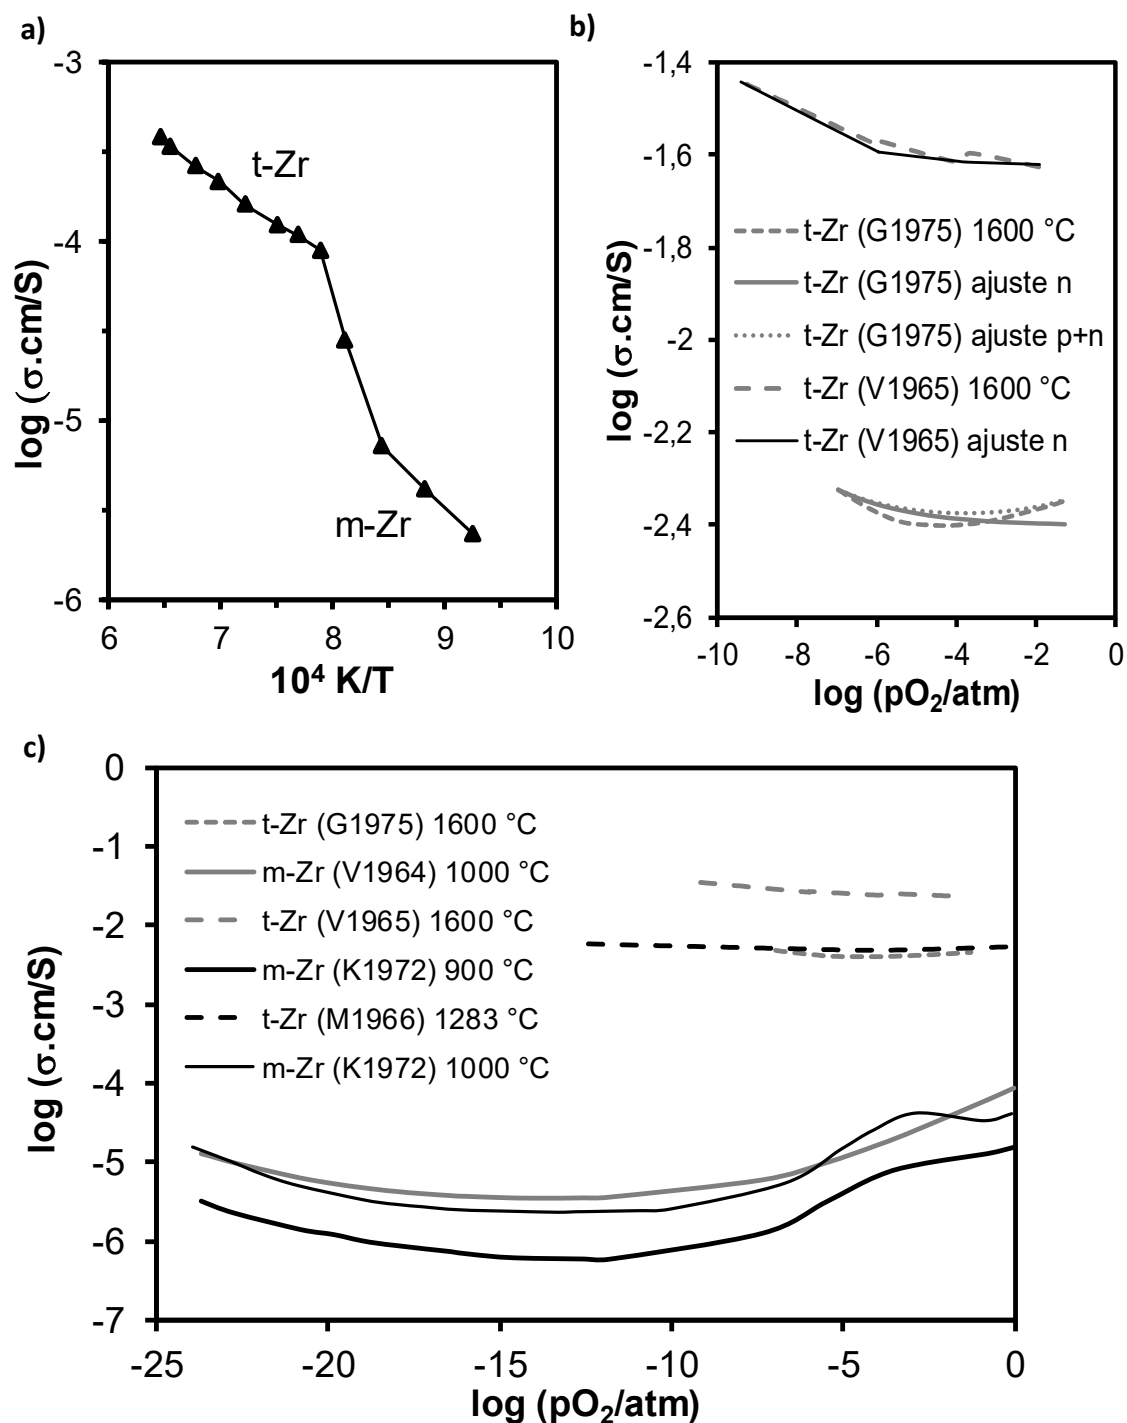 a)
-3
-4
-5
-6
6 7 8 9 10
log (σ.cm/S)
10⁴ K/T
t-Zr
m-Zr
b)
-1,4
-1,6
-1,8
-2
-2,2
-2,4
-2,6
-10 -8 -6 -4 -2 0
log (σ.cm/S)
log (pO₂/atm)
t-Zr (G1975) 1600 °C
t-Zr (G1975) ajuste n
t-Zr (G1975) ajuste p+n
t-Zr (V1965) 1600 °C
t-Zr (V1965) ajuste n
c)
0
-1
-2
-3
-4
-5
-6
-7
-25 -20 -15 -10 -5 0
log (σ.cm/S)
log (pO₂/atm)
t-Zr (G1975) 1600 °C
m-Zr (V1964) 1000 °C
t-Zr (V1965) 1600 °C
m-Zr (K1972) 900 °C
t-Zr (M1966) 1283 °C
m-Zr (K1972) 1000 °C